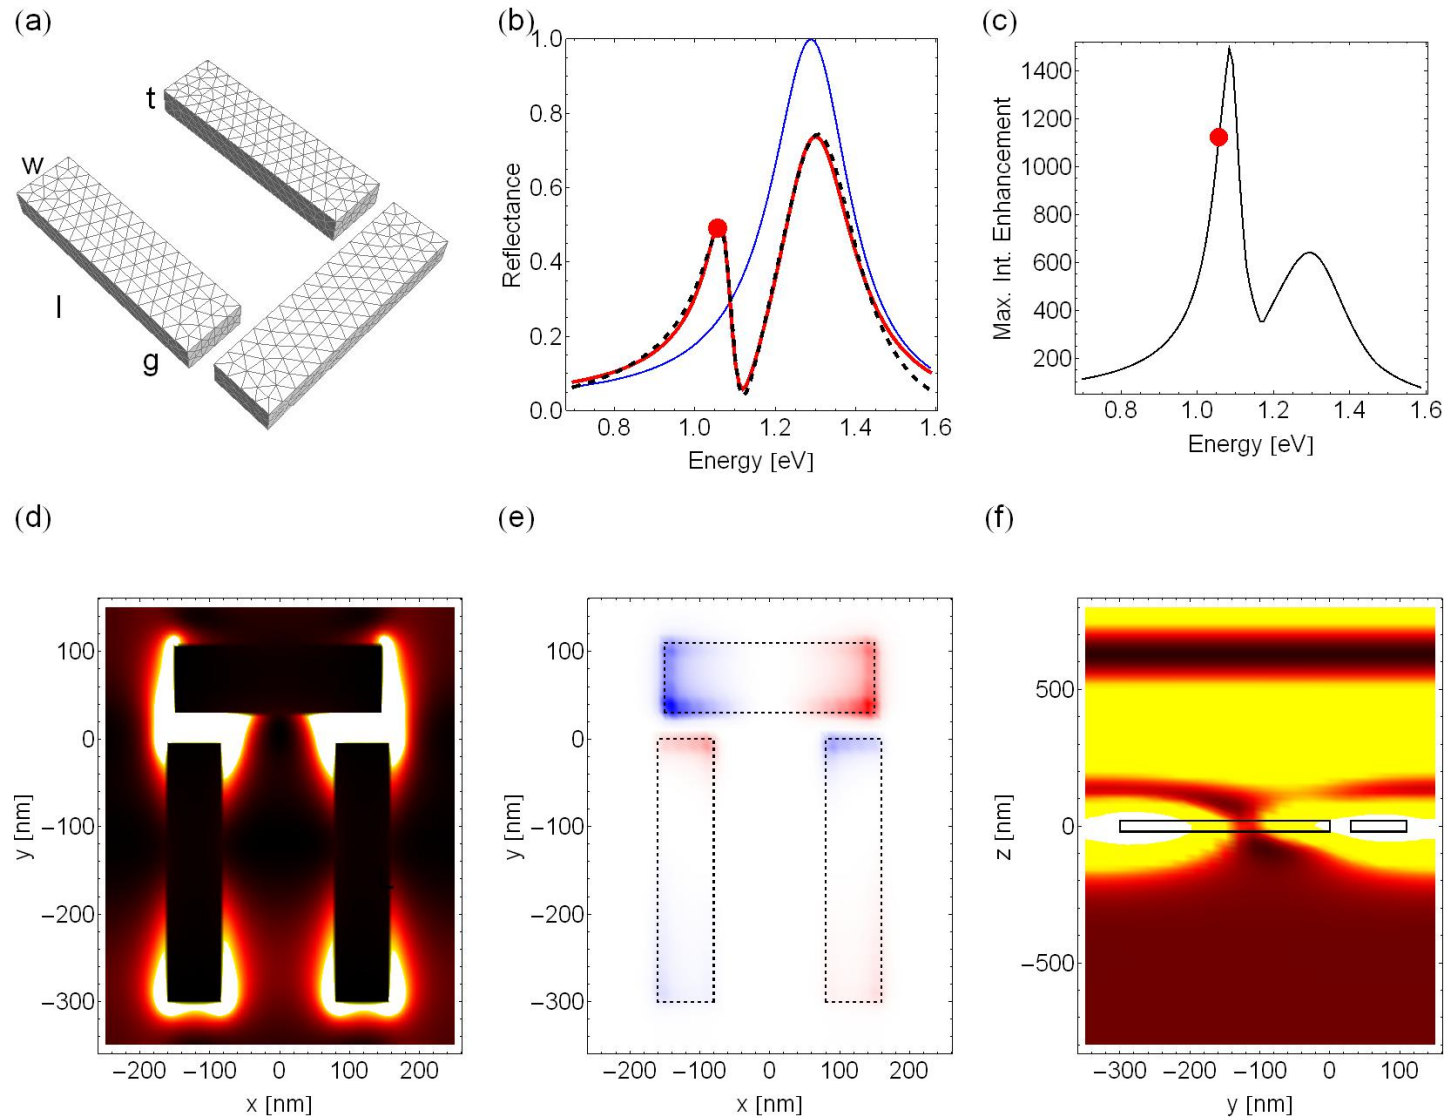 (a)
t
w
l
g
(b)
1.0
0.8
0.6
0.4
0.2
0.0
Reflectance
0.8 1.0 1.2 1.4 1.6
Energy [eV]
(c)
1400
1200
1000
800
600
400
200
Max. Int. Enhancement
0.8 1.0 1.2 1.4 1.6
Energy [eV]
(d)
100
0
−100
−200
−300
y [nm]
−200 −100 0 100 200
x [nm]
(e)
100
0
−100
−200
−300
y [nm]
−200 −100 0 100 200
x [nm]
(f)
500
0
−500
z [nm]
−300 −200 −100 0 100
y [nm]